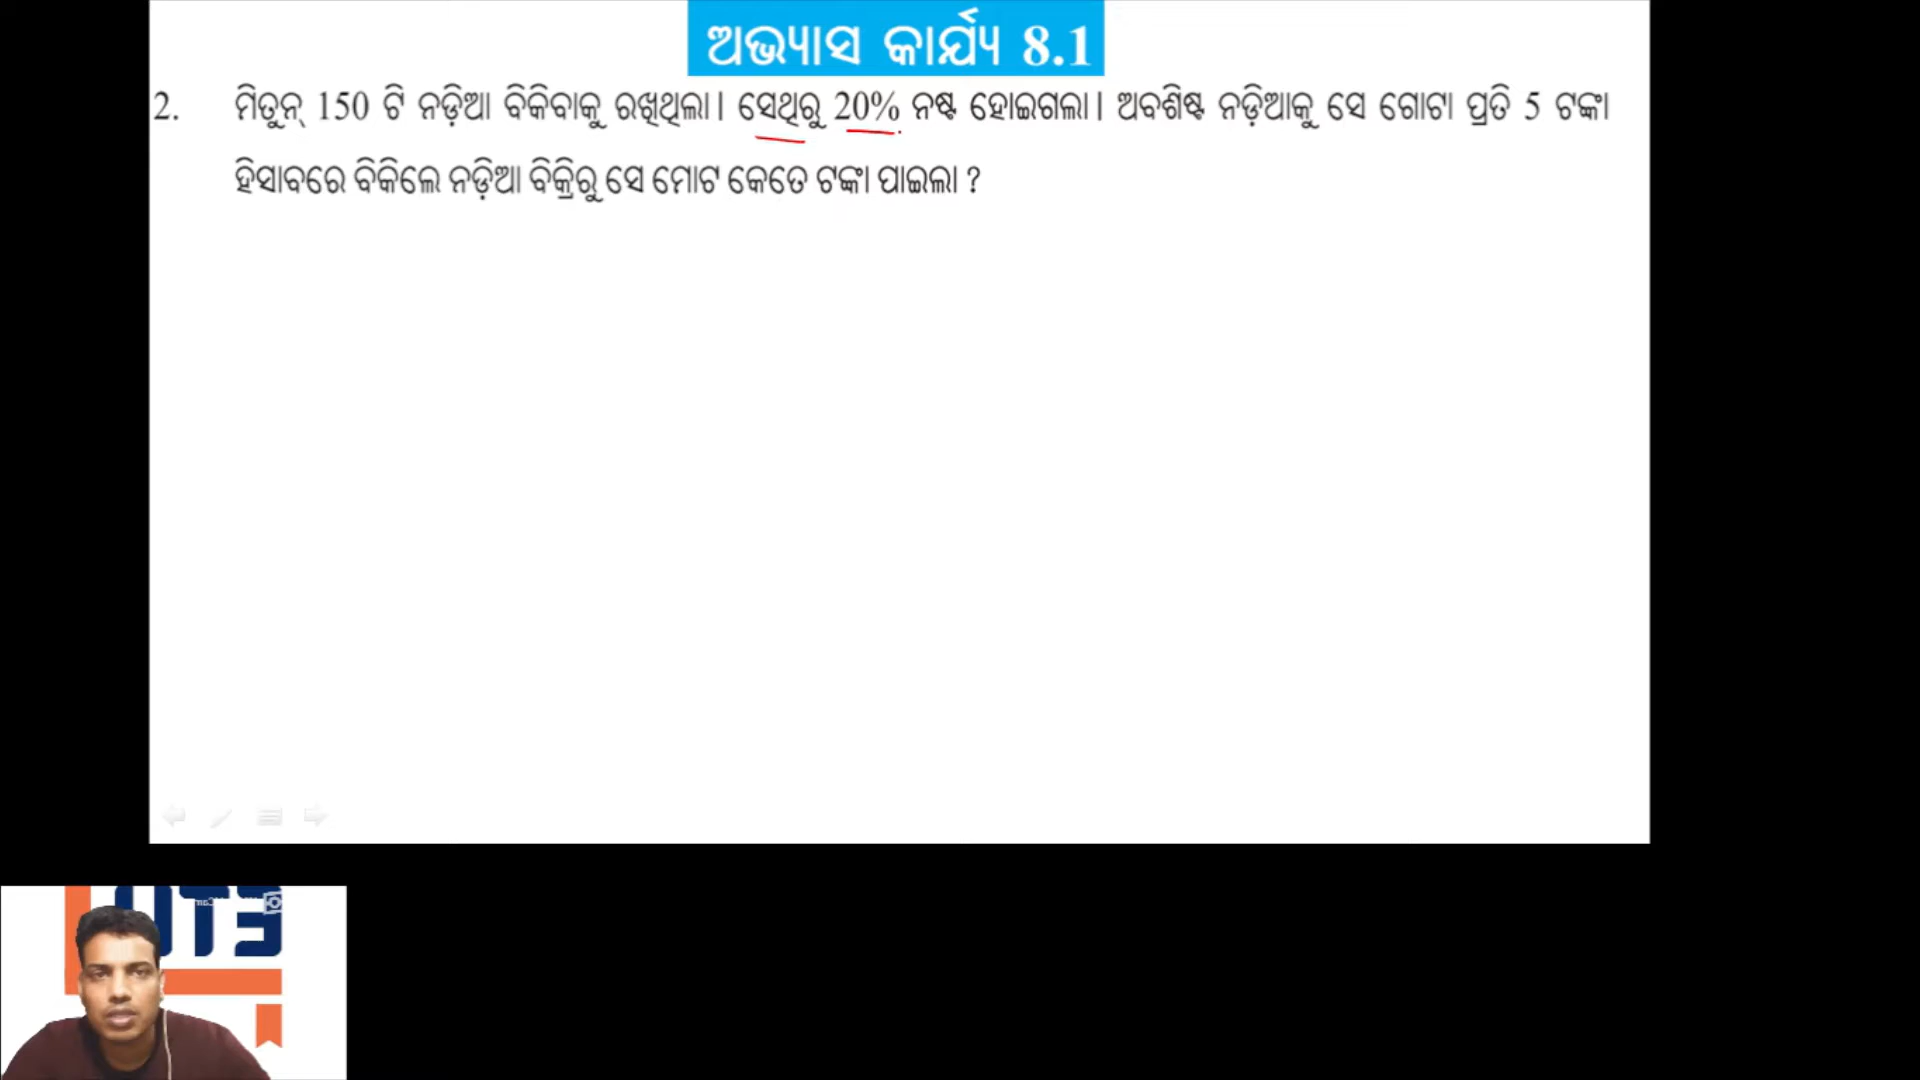 ଅଭ୍ୟାସ କାର୍ଯ୍ୟ 8.1
2. ମିତୁନ୍ 150 ଟି ନଡ଼ିଆ ବିକିବାକୁ ରଖିଥିଲା। ସେଥିରୁ 20% ନଷ୍ଟ ହୋଇଗଲା। ଅବଶିଷ୍ଟ ନଡ଼ିଆକୁ ସେ ଗୋଟା ପ୍ରତି 5 ଟଙ୍କା
ହିସାବରେ ବିକିଲେ ନଡ଼ିଆ ବିକ୍ରିରୁ ସେ ମୋଟ କେତେ ଟଙ୍କା ପାଇଲା ?